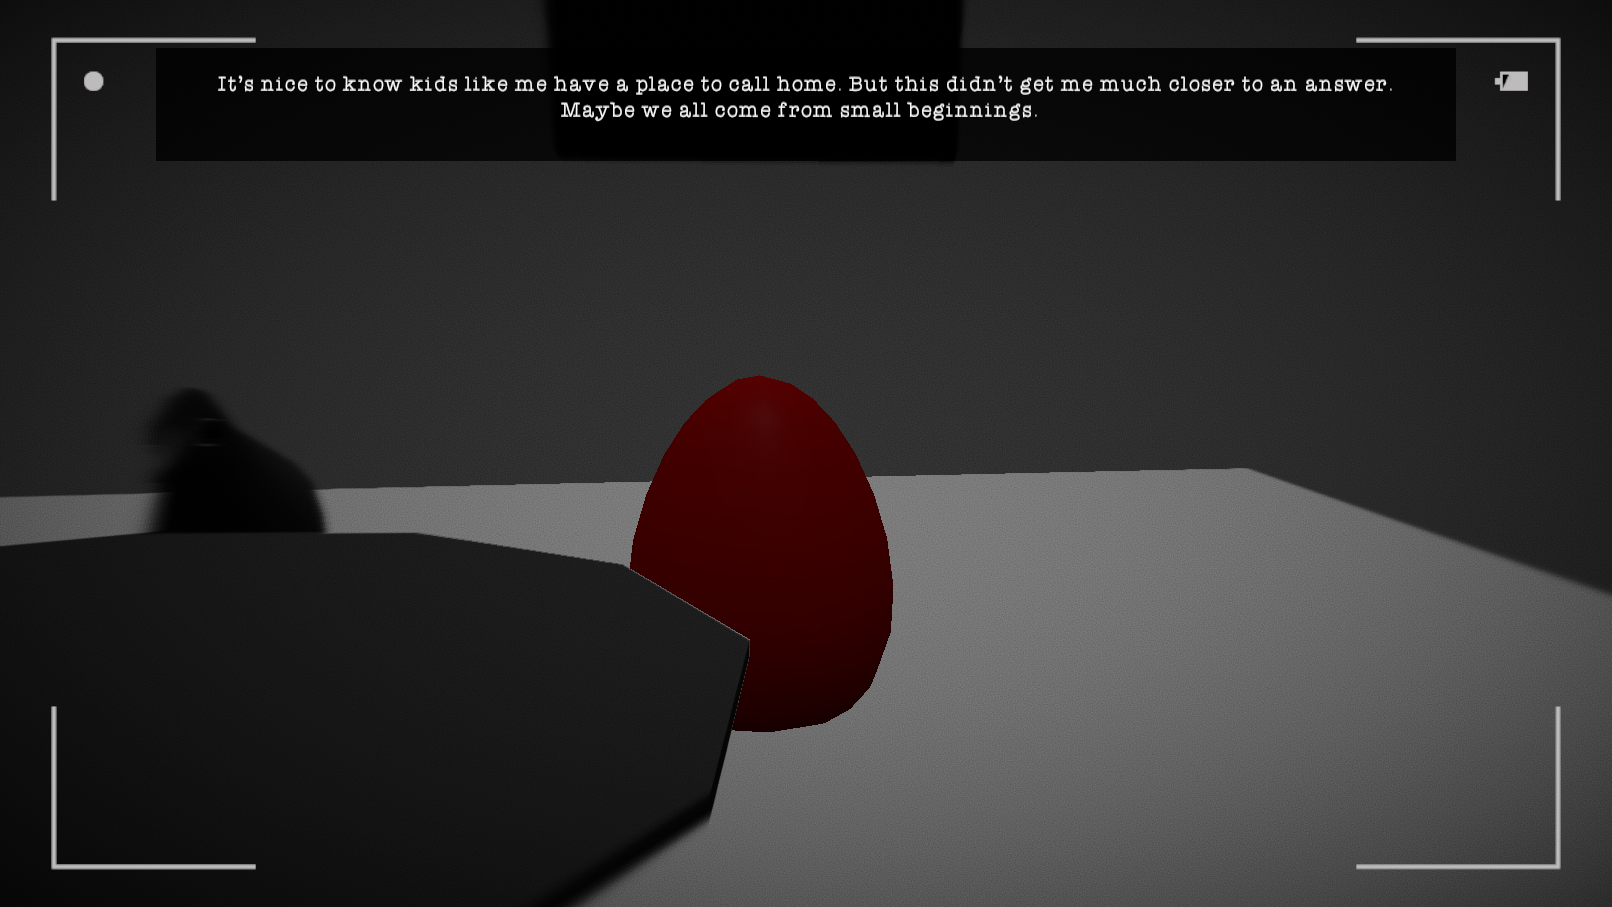 It's nice to know kids like me have a place to call home. But this didn't get me much closer to an answer.
Maybe we all come from small beginnings.